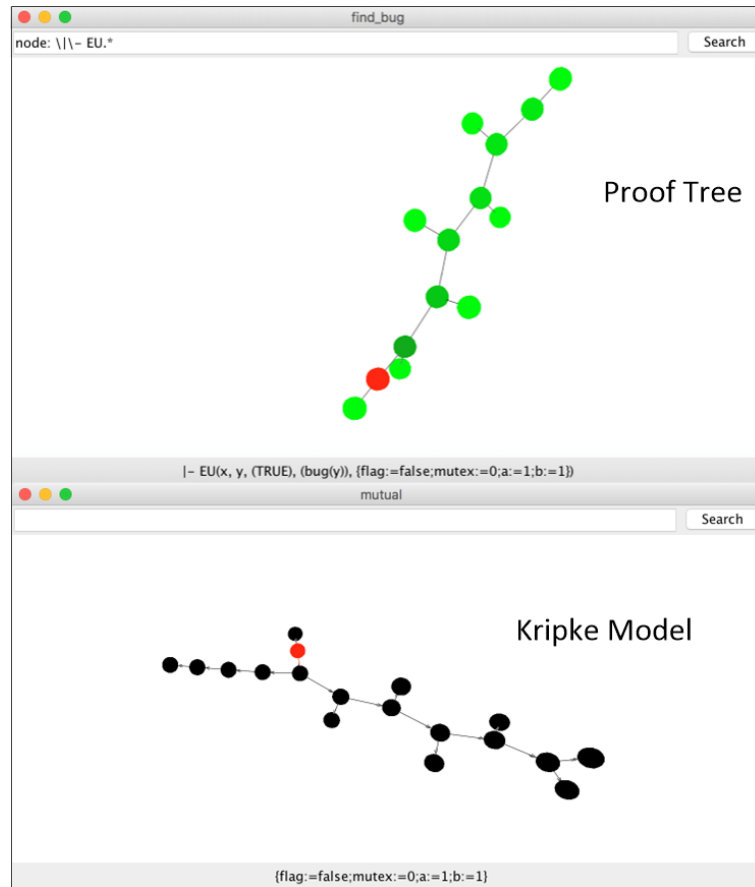 find_bug
node: \|\- EU.*
Search
Proof Tree
|- EU(x, y, (TRUE), (bug(y)), {flag:=false;mutex:=0;a:=1;b:=1})
mutual
Search
Kripke Model
{flag:=false;mutex:=0;a:=1;b:=1}